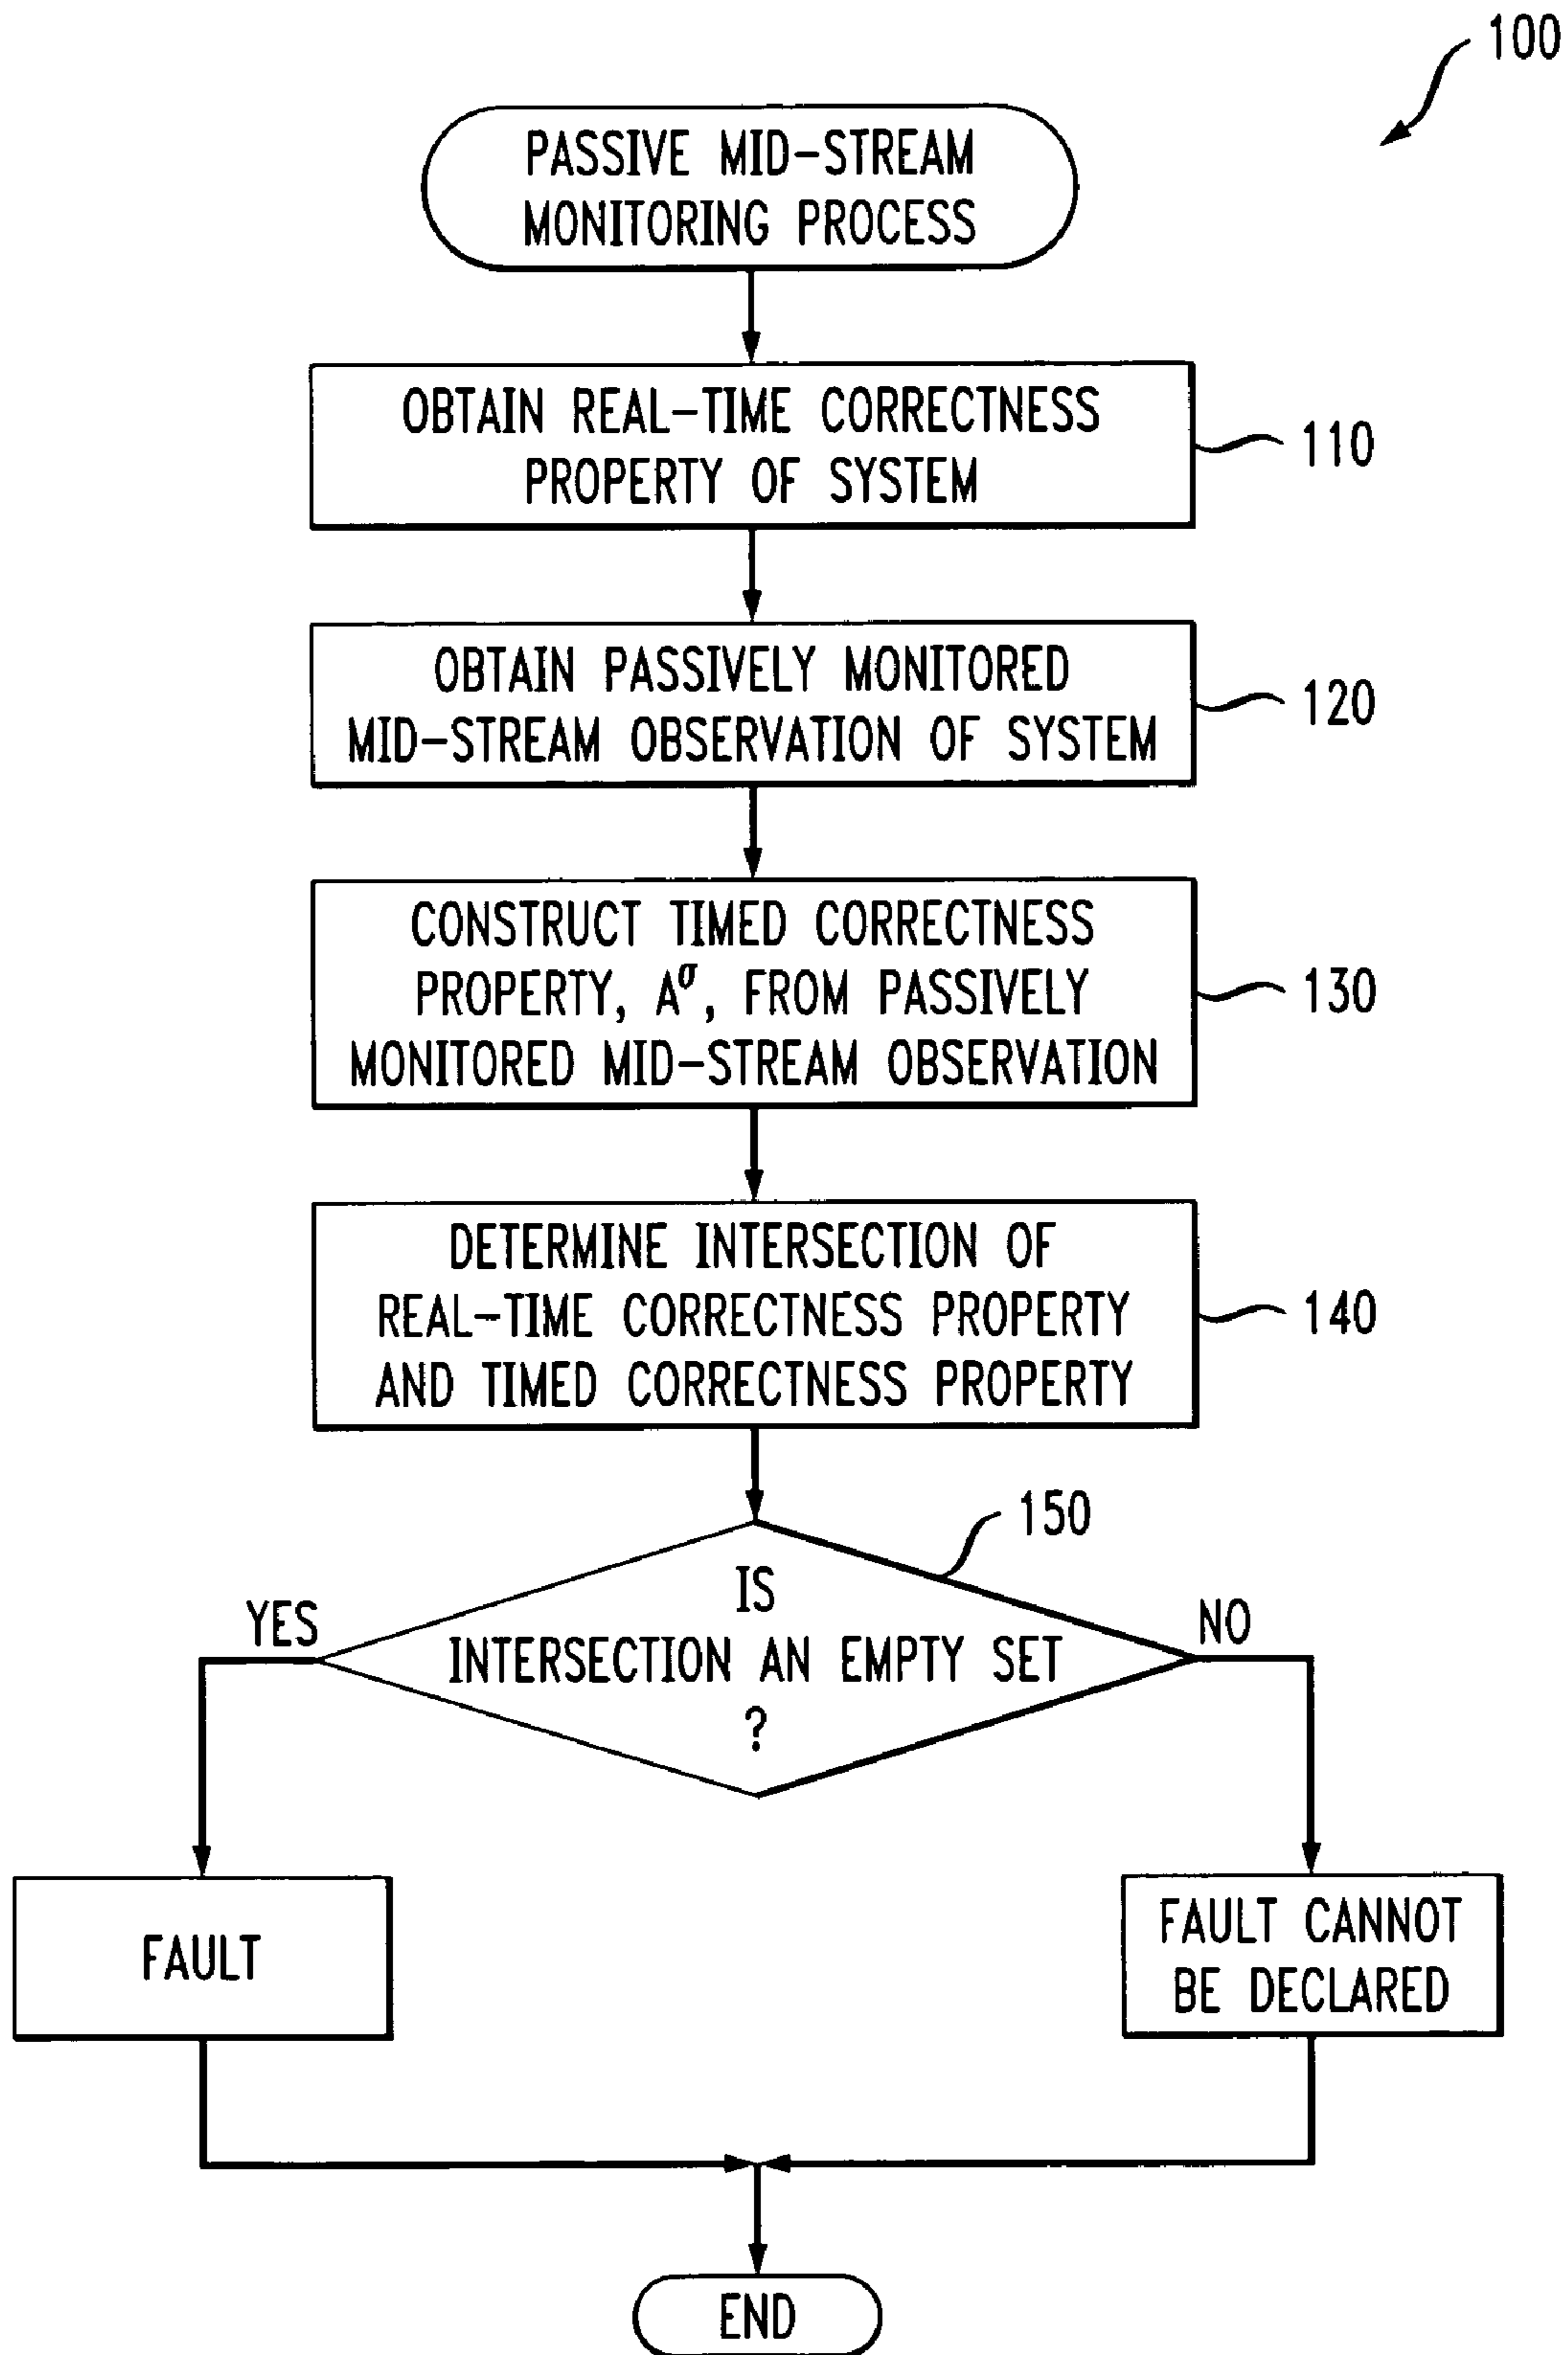 100
PASSIVE MID-STREAM
MONITORING PROCESS
OBTAIN REAL-TIME CORRECTNESS
PROPERTY OF SYSTEM
110
OBTAIN PASSIVELY MONITORED
MID-STREAM OBSERVATION OF SYSTEM
120
CONSTRUCT TIMED CORRECTNESS
PROPERTY, A^σ, FROM PASSIVELY
MONITORED MID-STREAM OBSERVATION
130
DETERMINE INTERSECTION OF
REAL-TIME CORRECTNESS PROPERTY
AND TIMED CORRECTNESS PROPERTY
140
150
IS
INTERSECTION AN EMPTY SET
?
YES
NO
FAULT
FAULT CANNOT
BE DECLARED
END